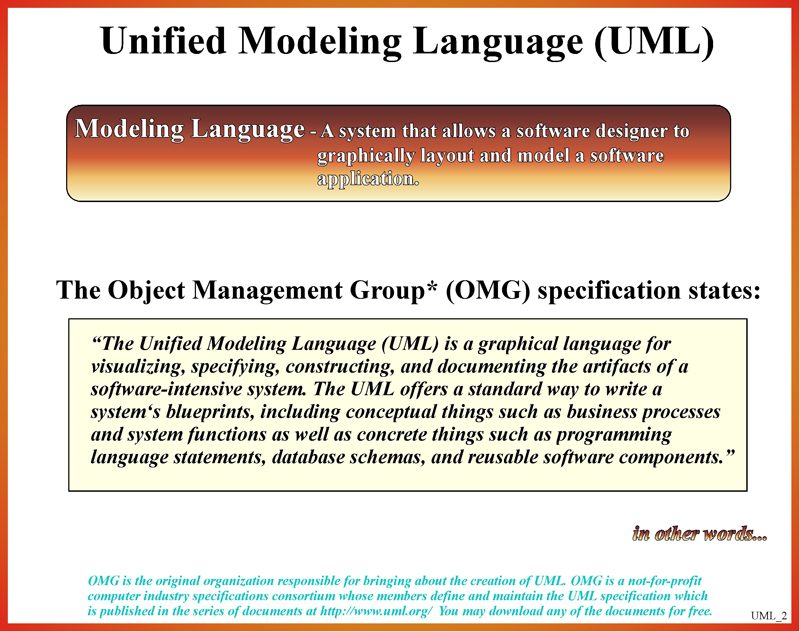 Unified Modeling Language (UML)
Modeling Language - A system that allows a software designer to
graphically layout and model a software
application.
The Object Management Group* (OMG) specification states:
“The Unified Modeling Language (UML) is a graphical language for
visualizing, specifying, constructing, and documenting the artifacts of a
software-intensive system. The UML offers a standard way to write a
system‘s blueprints, including conceptual things such as business processes
and system functions as well as concrete things such as programming
language statements, database schemas, and reusable software components.”
in other words...
OMG is the original organization responsible for bringing about the creation of UML. OMG is a not-for-profit
computer industry specifications consortium whose members define and maintain the UML specification which
is published in the series of documents at http://www.uml.org/ You may download any of the documents for free.
UML_2